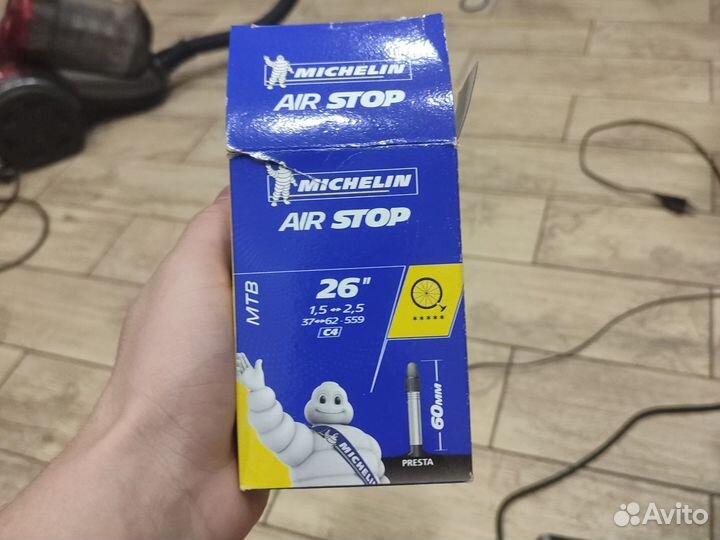 MICHELIN
AIR STOP
MICHELIN
AIR STOP
MTB
26"
1,5 ↔ 2,5
37↔62 - 559
C4
★★★★★
60MM
MICHELIN
PRESTA
Avito